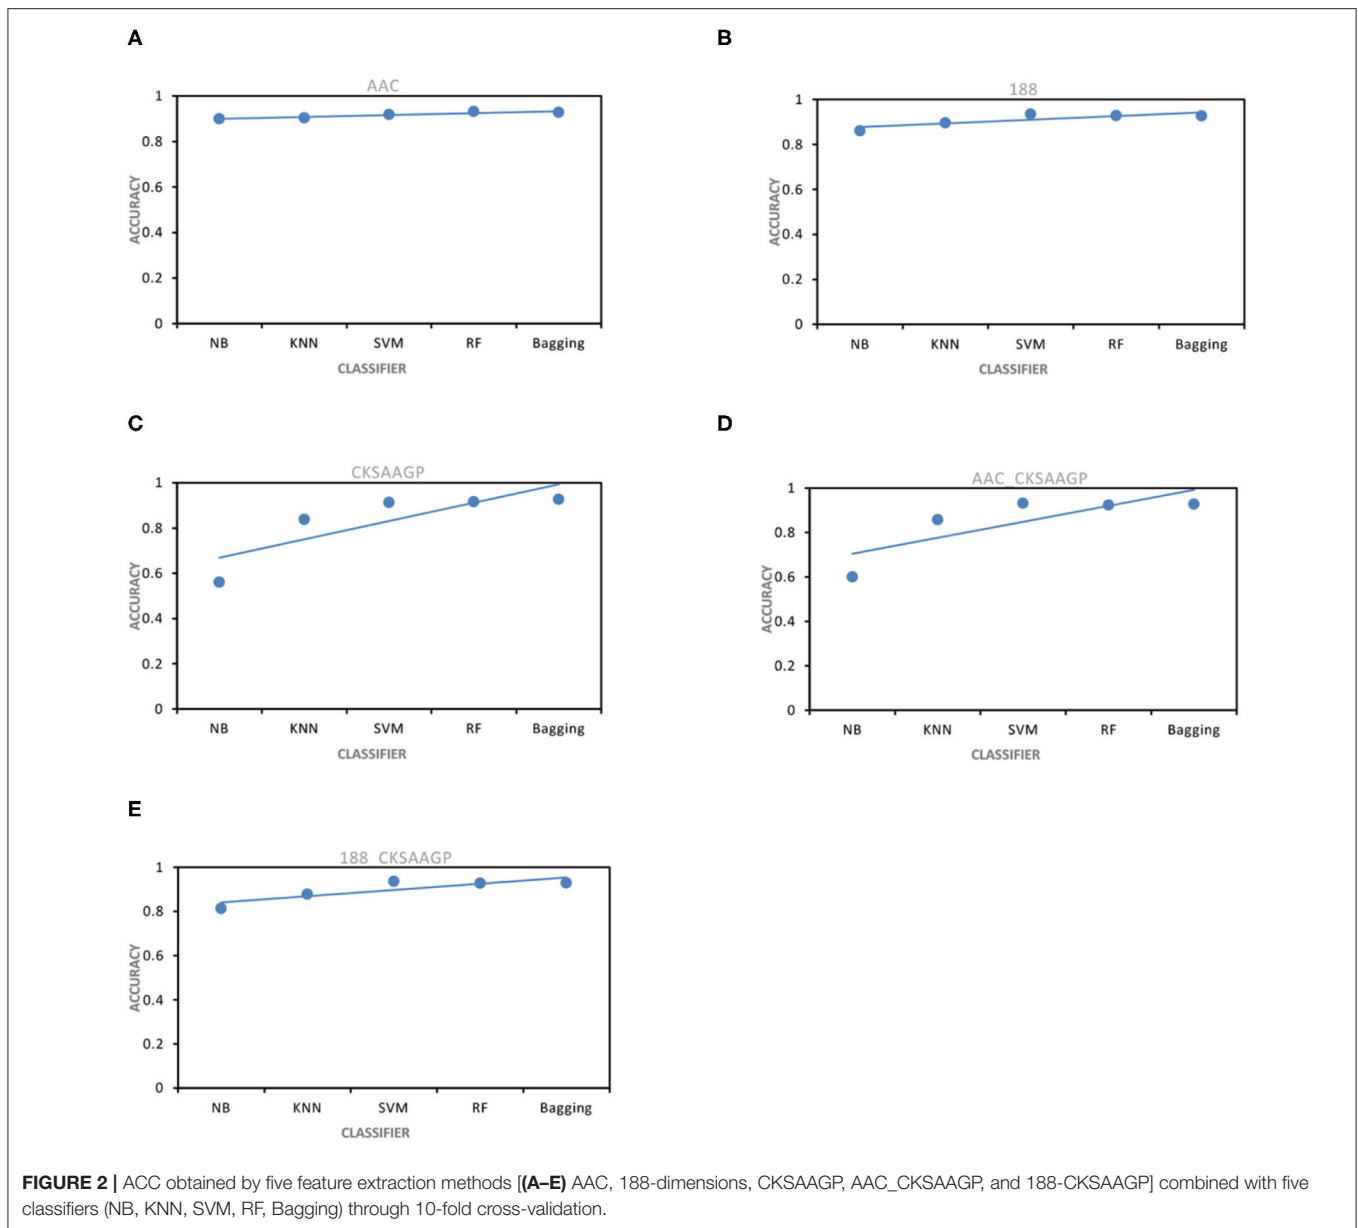 A
AAC
1
0.8
0.6
0.4
0.2
0
ACCURACY
NB KNN SVM RF Bagging
CLASSIFIER
B
188
1
0.8
0.6
0.4
0.2
0
ACCURACY
NB KNN SVM RF Bagging
CLASSIFIER
C
CKSAAGP
1
0.8
0.6
0.4
0.2
0
ACCURACY
NB KNN SVM RF Bagging
CLASSIFIER
D
AAC_CKSAAGP
1
0.8
0.6
0.4
0.2
0
ACCURACY
NB KNN SVM RF Bagging
CLASSIFIER
E
188_CKSAAGP
1
0.8
0.6
0.4
0.2
0
ACCURACY
NB KNN SVM RF Bagging
CLASSIFIER
FIGURE 2 | ACC obtained by five feature extraction methods [(A–E) AAC, 188-dimensions, CKSAAGP, AAC_CKSAAGP, and 188-CKSAAGP] combined with five
classifiers (NB, KNN, SVM, RF, Bagging) through 10-fold cross-validation.